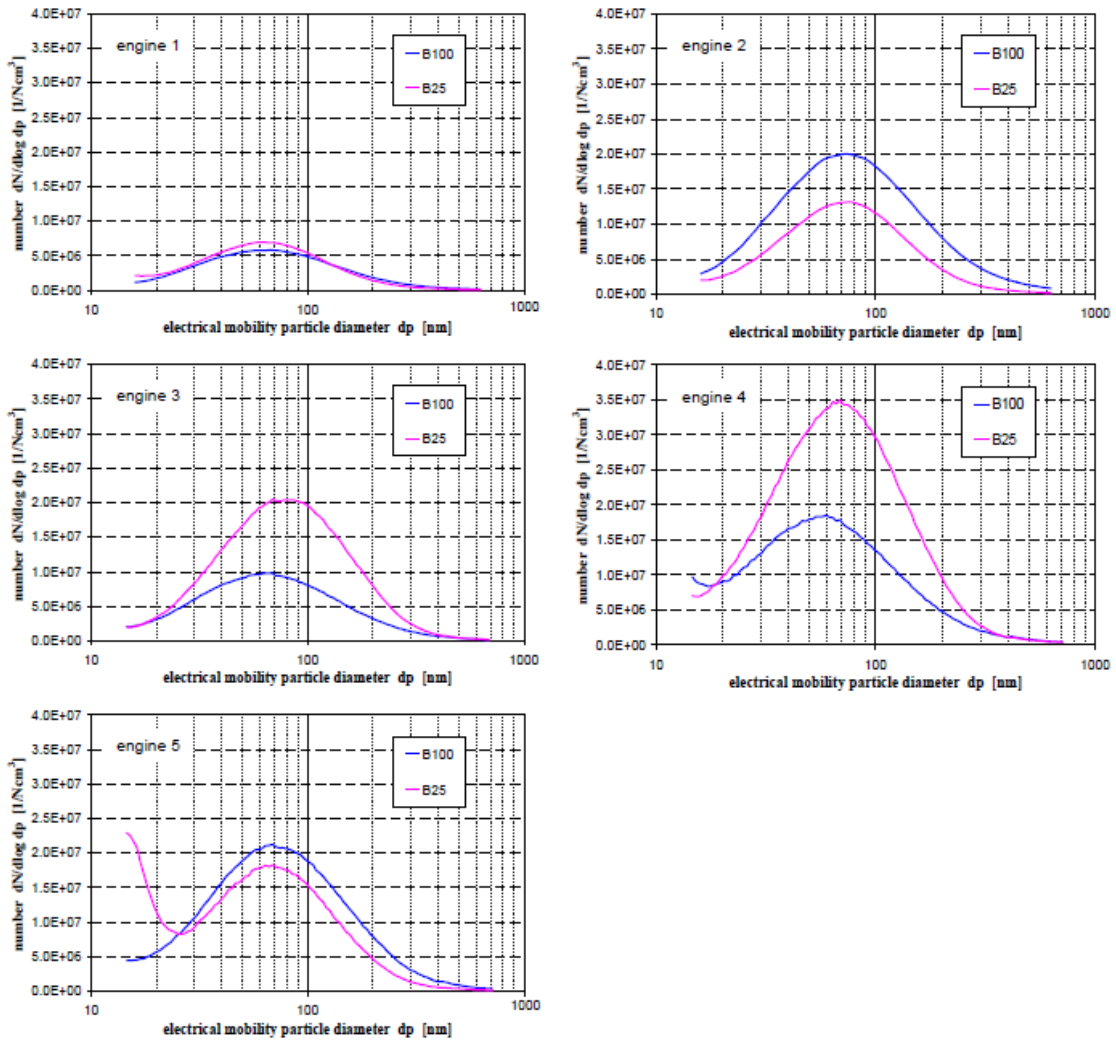 engine 1
B100
B25
4.0E+07
3.5E+07
3.0E+07
2.5E+07
2.0E+07
1.5E+07
1.0E+07
5.0E+06
0.0E+00
number dN/dlog dp [1/Ncm³]
10 100 1000
electrical mobility particle diameter dp [nm]
engine 2
B100
B25
4.0E+07
3.5E+07
3.0E+07
2.5E+07
2.0E+07
1.5E+07
1.0E+07
5.0E+06
0.0E+00
number dN/dlog dp [1/Ncm³]
10 100 1000
electrical mobility particle diameter dp [nm]
engine 3
B100
B25
4.0E+07
3.5E+07
3.0E+07
2.5E+07
2.0E+07
1.5E+07
1.0E+07
5.0E+06
0.0E+00
number dN/dlog dp [1/Ncm³]
10 100 1000
electrical mobility particle diameter dp [nm]
engine 4
B100
B25
4.0E+07
3.5E+07
3.0E+07
2.5E+07
2.0E+07
1.5E+07
1.0E+07
5.0E+06
0.0E+00
number dN/dlog dp [1/Ncm³]
10 100 1000
electrical mobility particle diameter dp [nm]
engine 5
B100
B25
4.0E+07
3.5E+07
3.0E+07
2.5E+07
2.0E+07
1.5E+07
1.0E+07
5.0E+06
0.0E+00
number dN/dlog dp [1/Ncm³]
10 100 1000
electrical mobility particle diameter dp [nm]